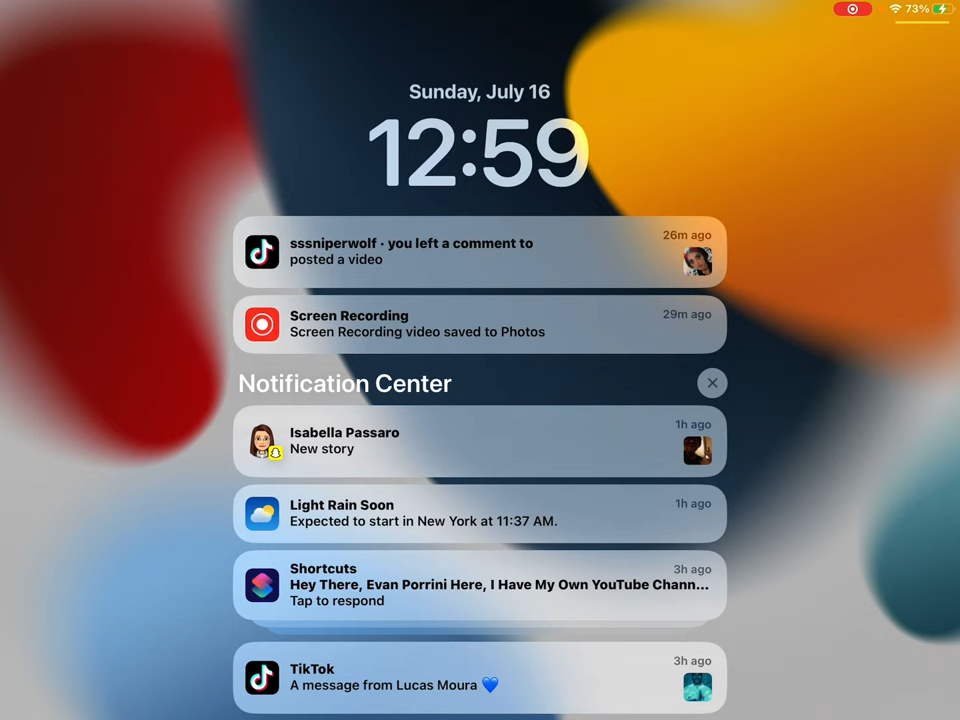 73%
Sunday, July 16
12:59
sssniperwolf · you left a comment to
26m ago
posted a video
Screen Recording
29m ago
Screen Recording video saved to Photos
Notification Center
Isabella Passaro
1h ago
New story
Light Rain Soon
1h ago
Expected to start in New York at 11:37 AM.
Shortcuts
3h ago
Hey There, Evan Porrini Here, I Have My Own YouTube Chann...
Tap to respond
TikTok
3h ago
A message from Lucas Moura 💙